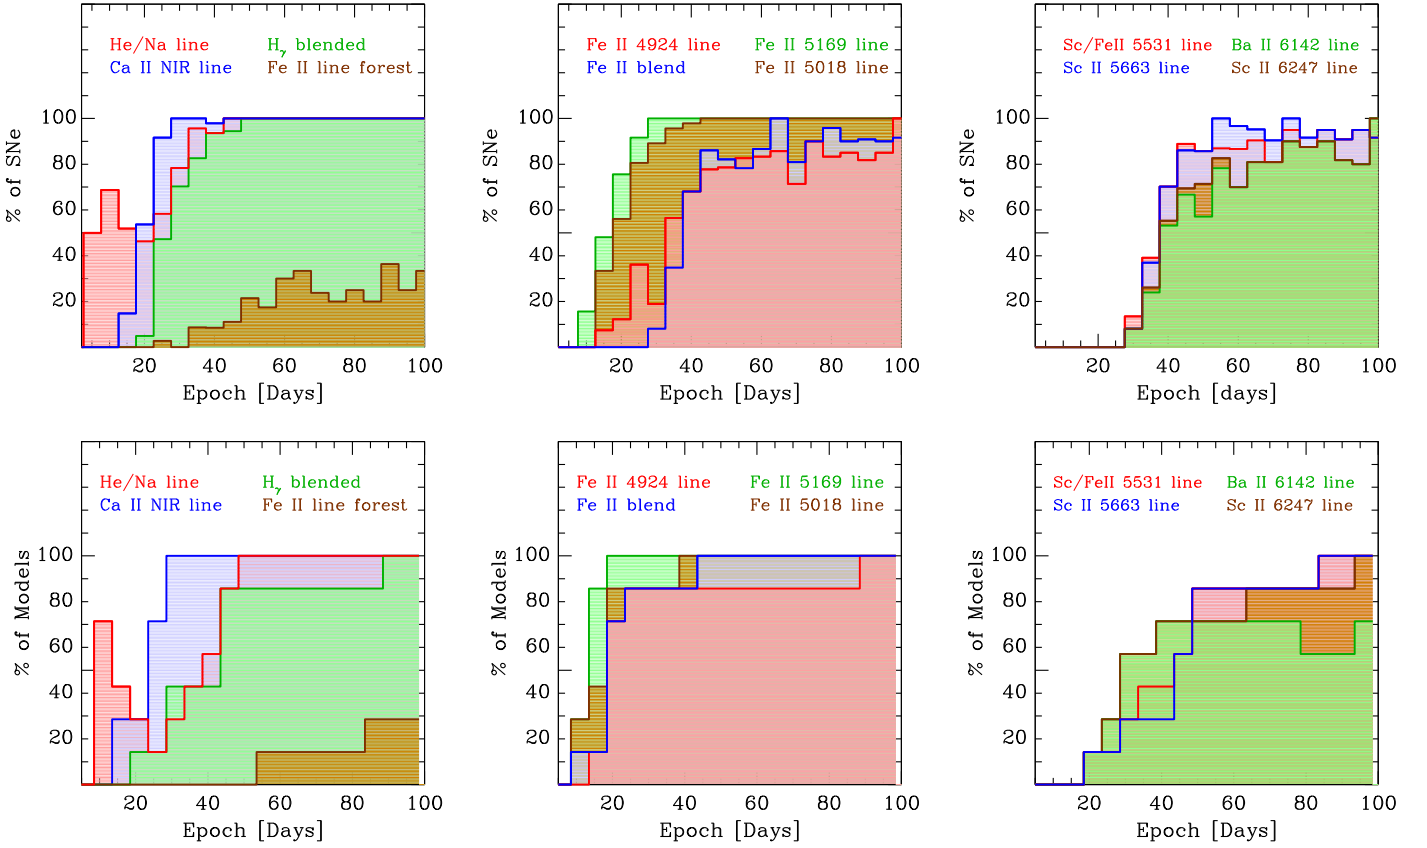 He/Na line
Hγ blended
Ca II NIR line
Fe II line forest
% of SNe
100
80
60
40
20
20 40 60 80 100
Epoch [Days]
Fe II 4924 line
Fe II 5169 line
Fe II blend
Fe II 5018 line
% of SNe
100
80
60
40
20
20 40 60 80 100
Epoch [Days]
Sc/FeII 5531 line
Ba II 6142 line
Sc II 5663 line
Sc II 6247 line
% of SNe
100
80
60
40
20
20 40 60 80 100
Epoch [days]
He/Na line
Hγ blended
Ca II NIR line
Fe II line forest
% of Models
100
80
60
40
20
20 40 60 80 100
Epoch [Days]
Fe II 4924 line
Fe II 5169 line
Fe II blend
Fe II 5018 line
% of Models
100
80
60
40
20
20 40 60 80 100
Epoch [Days]
Sc/FeII 5531 line
Ba II 6142 line
Sc II 5663 line
Sc II 6247 line
% of Models
100
80
60
40
20
20 40 60 80 100
Epoch [Days]